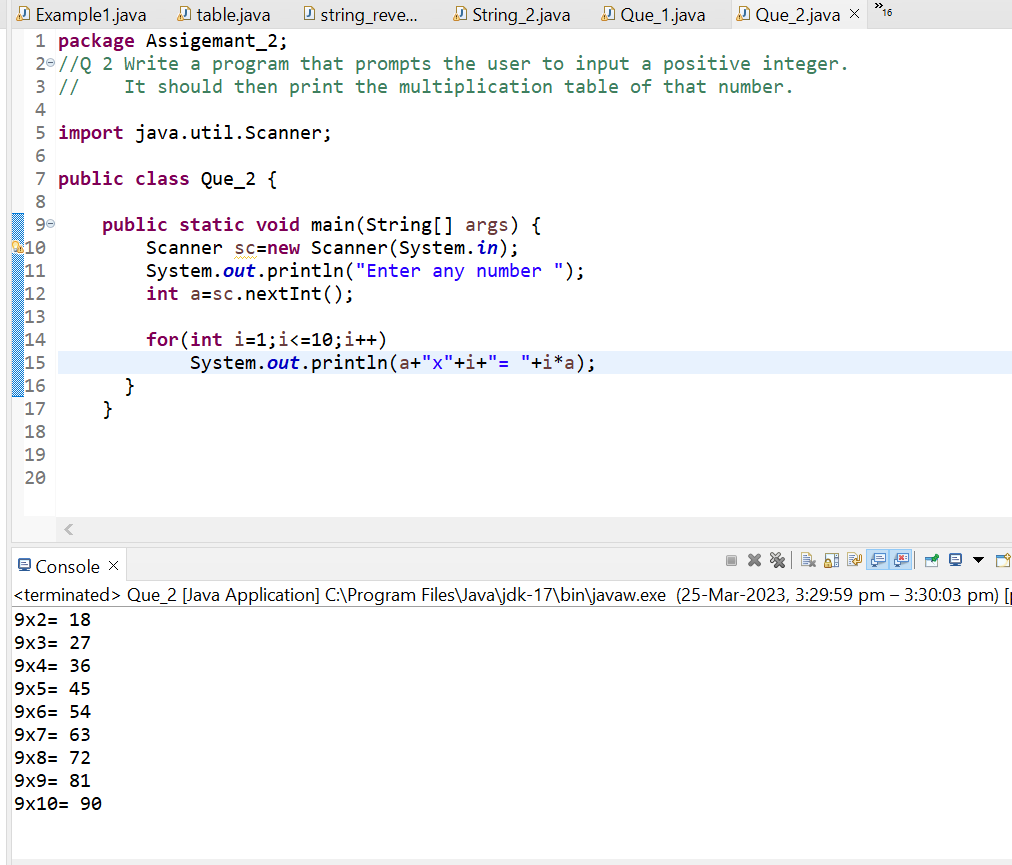 Example1.java table.java string_reve... String_2.java Que_1.java Que_2.java × »16
1 package Assigemant_2;
2 //Q 2 Write a program that prompts the user to input a positive integer.
3 //    It should then print the multiplication table of that number.
4
5 import java.util.Scanner;
6
7 public class Que_2 {
8
9     public static void main(String[] args) {
10         Scanner sc=new Scanner(System.in);
11         System.out.println("Enter any number ");
12         int a=sc.nextInt();
13
14         for(int i=1;i<=10;i++)
15             System.out.println(a+"x"+i+"= "+i*a);
16       }
17     }
18
19
20
Console ×
<terminated> Que_2 [Java Application] C:\Program Files\Java\jdk-17\bin\javaw.exe (25-Mar-2023, 3:29:59 pm – 3:30:03 pm) [
9x2= 18
9x3= 27
9x4= 36
9x5= 45
9x6= 54
9x7= 63
9x8= 72
9x9= 81
9x10= 90